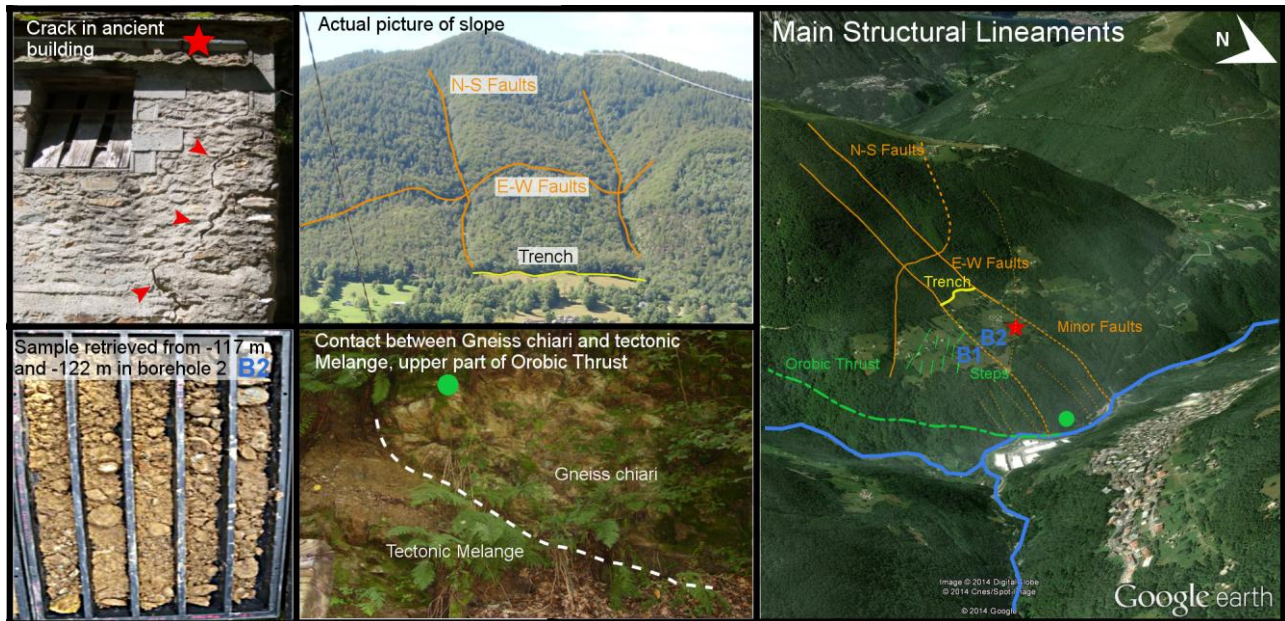 Crack in ancient
building
Actual picture of slope
N-S Faults
E-W Faults
Trench
Main Structural Lineaments
N
N-S Faults
E-W Faults
Trench
Minor Faults
B2
B1
Orobic Thrust
Steps
Sample retrieved from -117 m
and -122 m in borehole 2 B2
Contact between Gneiss chiari and tectonic
Melange, upper part of Orobic Thrust
Gneiss chiari
Tectonic Melange
Image © 2014 DigitalGlobe
© 2014 Cnes/Spot Image
© 2014 Google
Google earth